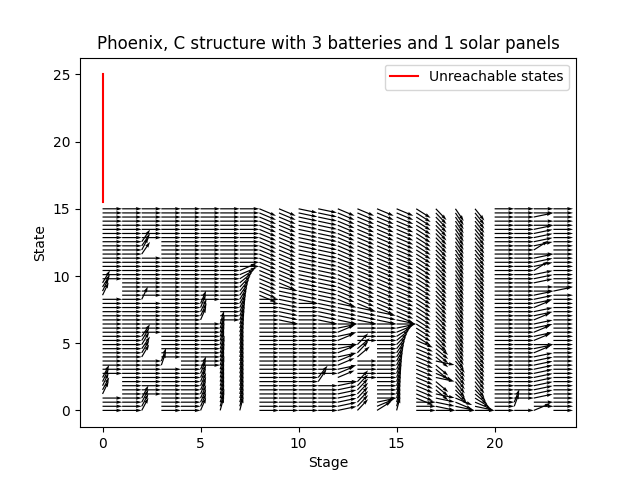 Phoenix, C structure with 3 batteries and 1 solar panels
Unreachable states
25
20
15
10
5
0
State
0 5 10 15 20
Stage